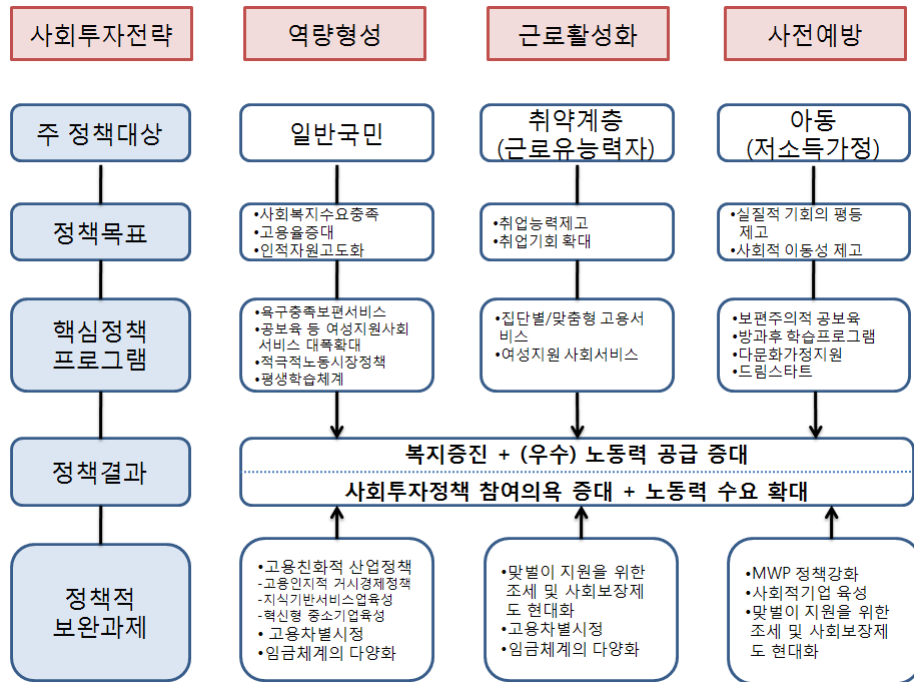 사회투자전략
역량형성
근로활성화
사전예방
주 정책대상
일반국민
취약계층
(근로유능력자)
아동
(저소득가정)
정책목표
•사회복지수요충족
•고용율증대
•인적자원고도화
•취업능력제고
•취업기회 확대
•실질적 기회의 평등
제고
•사회적 이동성 제고
핵심정책
프로그램
•욕구충족보편서비스
•공보육 등 여성지원사회
서비스 대폭확대
•적극적노동시장정책
•평생학습체계
•집단별/맞춤형 고용서
비스
•여성지원 사회서비스
•보편주의적 공보육
•방과후 학습프로그램
•다문화가정지원
•드림스타트
정책결과
복지증진 + (우수) 노동력 공급 증대
사회투자정책 참여의욕 증대 + 노동력 수요 확대
정책적
보완과제
•고용친화적 산업정책
-고용인지적 거시경제정책
-지식기반서비스업육성
-혁신형 중소기업육성
• 고용차별시정
•임금체계의 다양화
•맞벌이 지원을 위한
조세 및 사회보장제
도 현대화
•고용차별시정
•임금체계의 다양화
•MWP 정책강화
•사회적기업 육성
•맞벌이 지원을 위한
조세 및 사회보장제
도 현대화